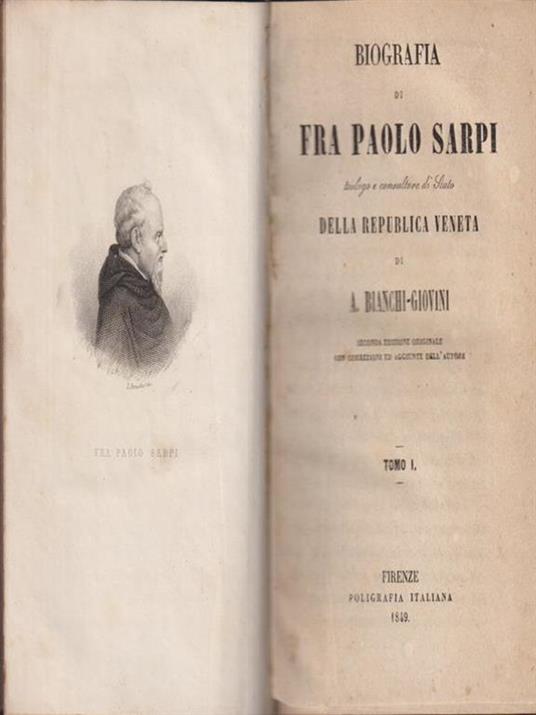 FRA PAOLO SARPI
BIOGRAFIA
DI
FRA PAOLO SARPI
teologo e consultore di Stato
DELLA REPUBLICA VENETA
DI
A. BIANCHI-GIOVINI
SECONDA EDIZIONE ORIGINALE
CON CORREZIONI ED AGGIUNTE DELL'AUTORE
TOMO I.
FIRENZE
POLIGRAFIA ITALIANA
1849.